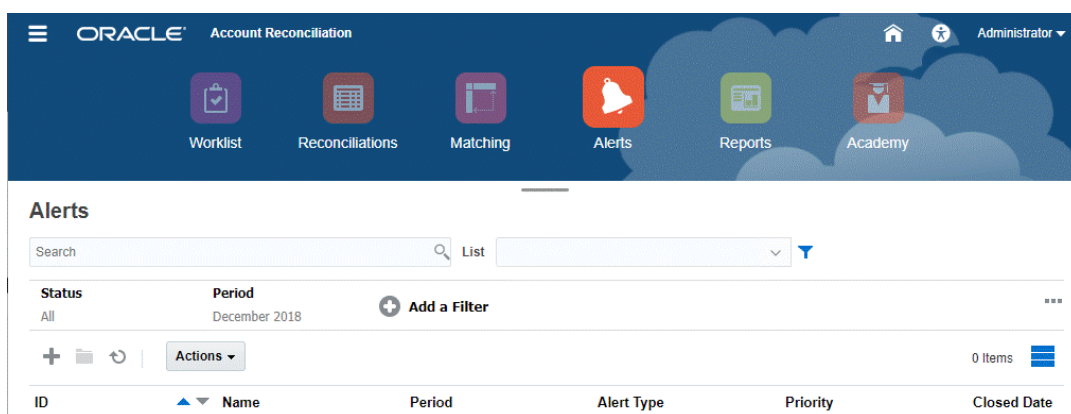 ORACLE Account Reconciliation Administrator
Worklist Reconciliations Matching Alerts Reports Academy
Alerts
Search List
Status Period
All December 2018 Add a Filter
Actions 0 Items
ID Name Period Alert Type Priority Closed Date